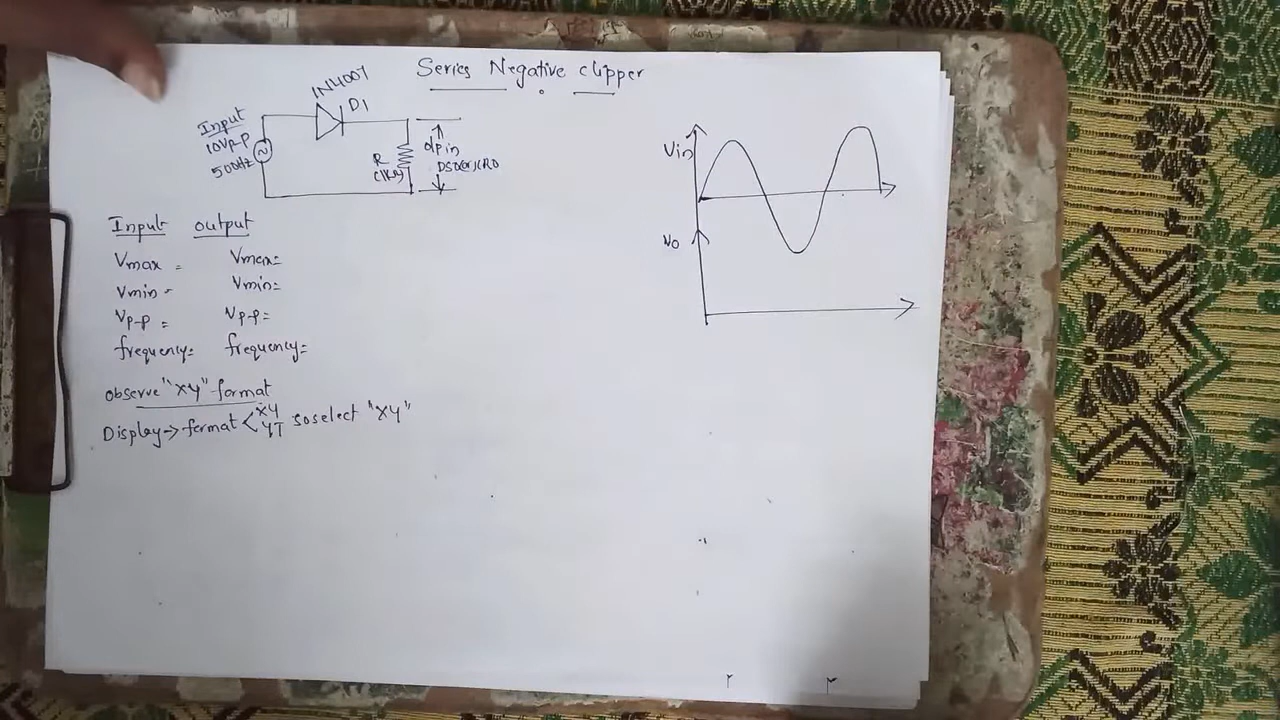 Series Negative Clipper
IN4007
D1
Input
10VP-P
500Hz
R
(1KΩ)
o/p in
DSO or CRO
Vin
Vo
Input output
Vmax = Vmax=
Vmin= Vmin=
Vp-p= Vp-p=
frequency= frequency=
observe "XY" format
Display→ format < XY
YT so select "XY"